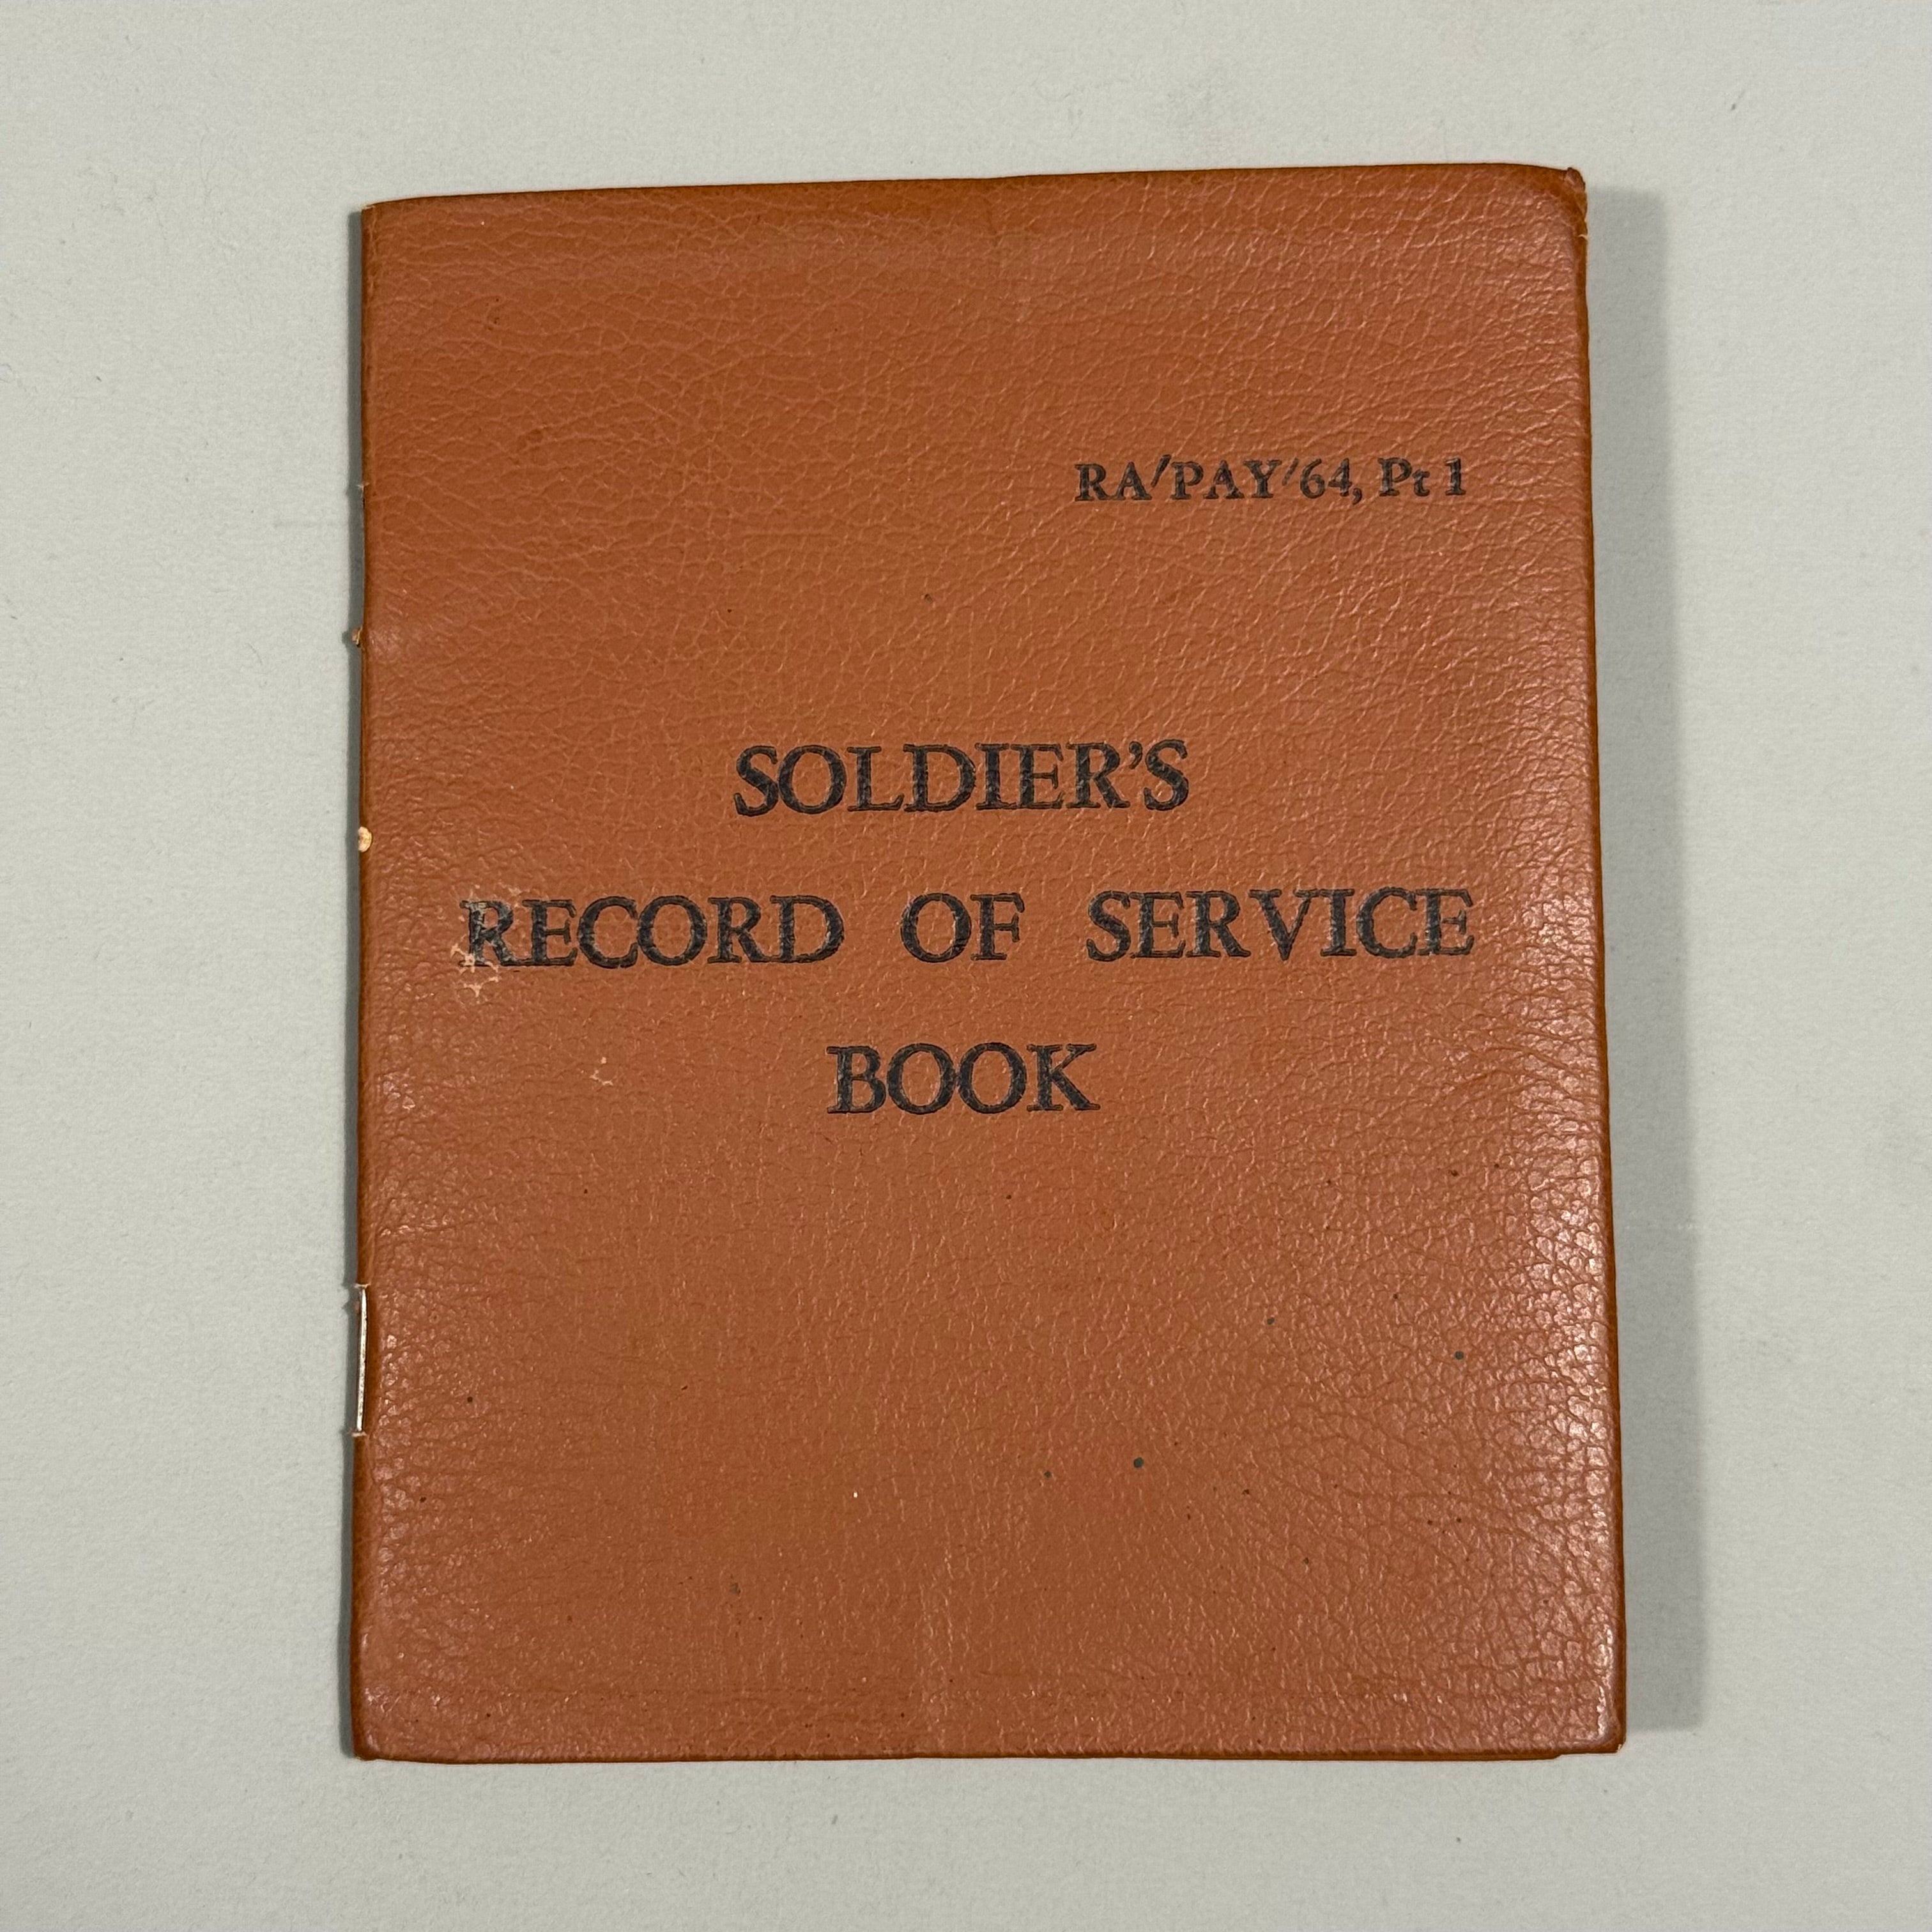 RA/PAY/64, Pt 1
SOLDIER'S
RECORD OF SERVICE
BOOK